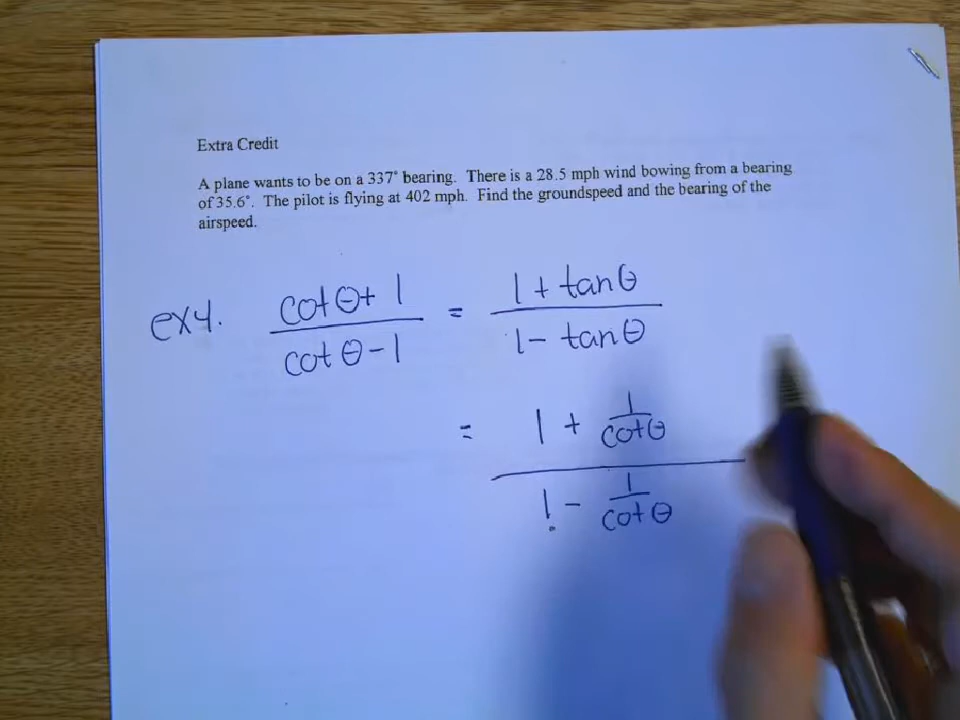 Extra Credit
A plane wants to be on a 337° bearing. There is a 28.5 mph wind bowing from a bearing
of 35.6°. The pilot is flying at 402 mph. Find the groundspeed and the bearing of the
airspeed.
ex4. (cot θ + 1)/(cot θ - 1) = (1 + tan θ)/(1 - tan θ)
= (1 + 1/cot θ)/(1 - 1/cot θ)